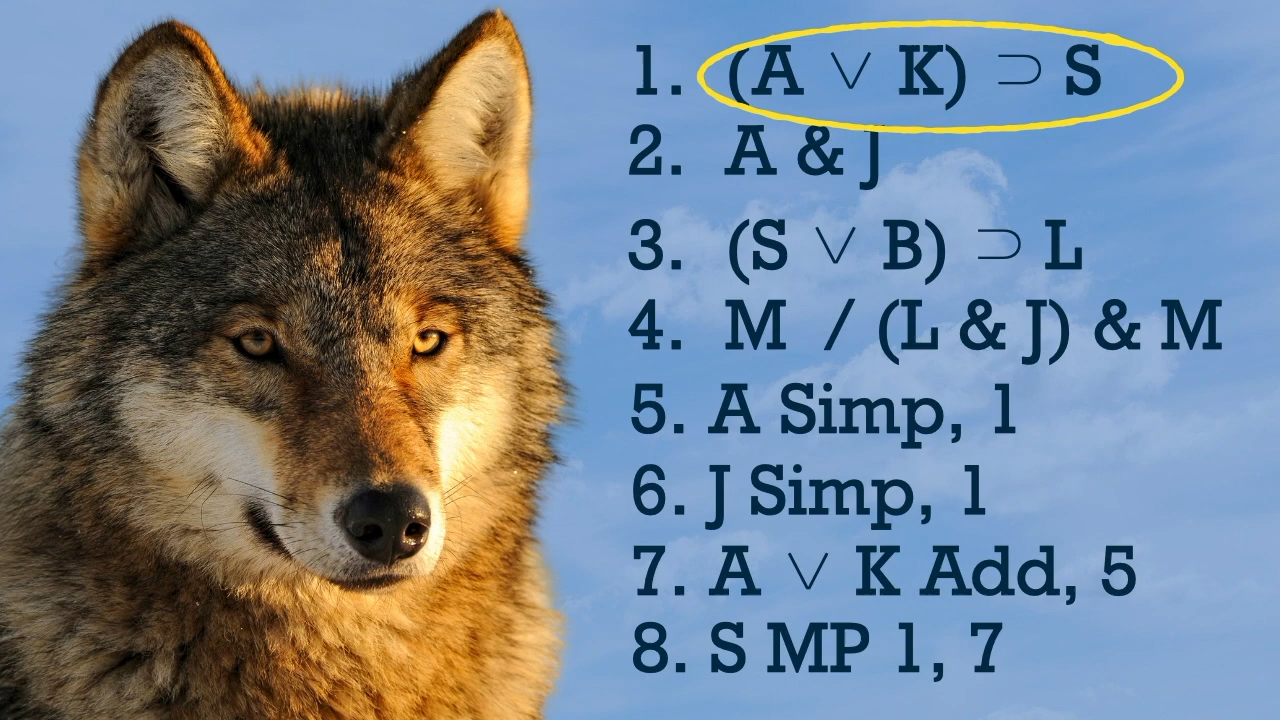 1. (A ∨ K) ⊃ S
2. A & J
3. (S ∨ B) ⊃ L
4. M / (L & J) & M
5. A Simp, 1
6. J Simp, 1
7. A ∨ K Add, 5
8. S MP 1, 7